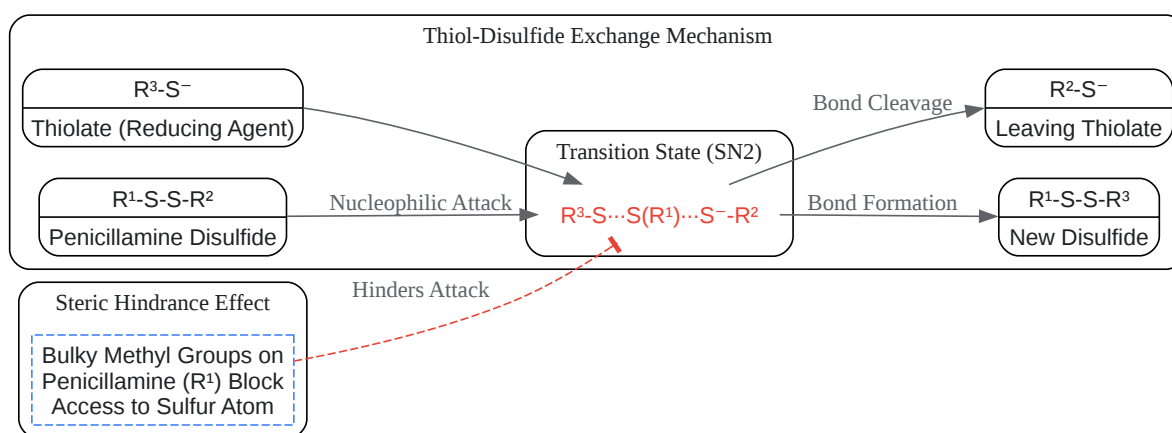 Thiol-Disulfide Exchange Mechanism
R³-S⁻
Thiolate (Reducing Agent)
R¹-S-S-R²
Penicillamine Disulfide
Nucleophilic Attack
Transition State (SN2)
R³-S···S(R¹)···S⁻-R²
Bond Cleavage
R²-S⁻
Leaving Thiolate
Bond Formation
R¹-S-S-R³
New Disulfide
Hinders Attack
Steric Hindrance Effect
Bulky Methyl Groups on
Penicillamine (R¹) Block
Access to Sulfur Atom